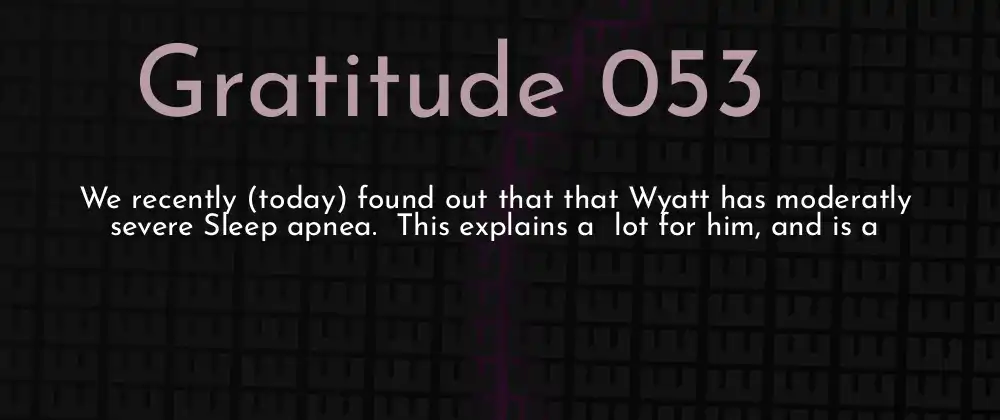 Gratitude 053
We recently (today) found out that that Wyatt has moderatly
severe Sleep apnea.  This explains a  lot for him, and is a